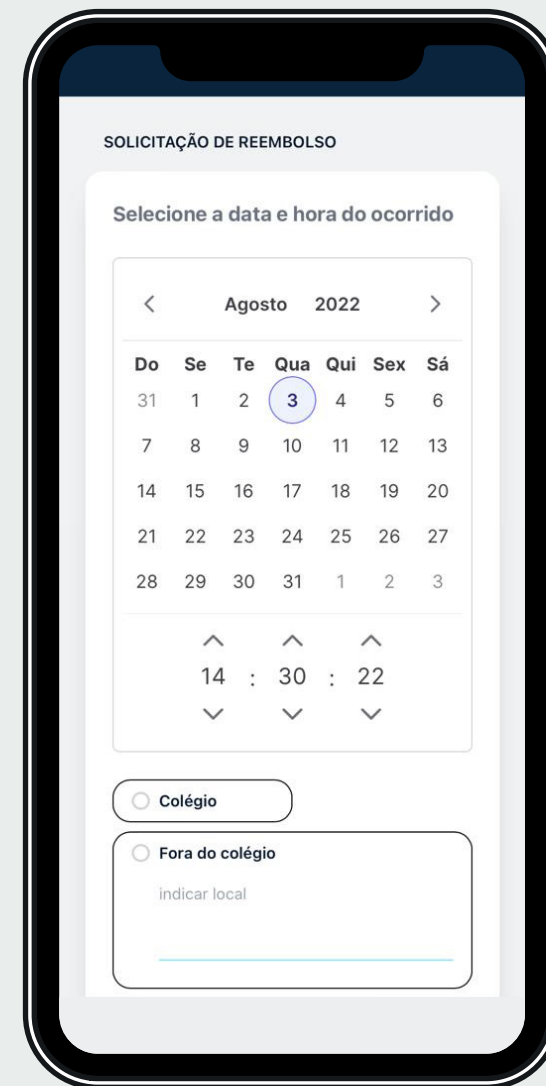 SOLICITAÇÃO DE REEMBOLSO
Selecione a data e hora do ocorrido
Agosto 2022
Do Se Te Qua Qui Sex Sá
31 1 2 3 4 5 6
7 8 9 10 11 12 13
14 15 16 17 18 19 20
21 22 23 24 25 26 27
28 29 30 31 1 2 3
14 : 30 : 22
Colégio
Fora do colégio
indicar local